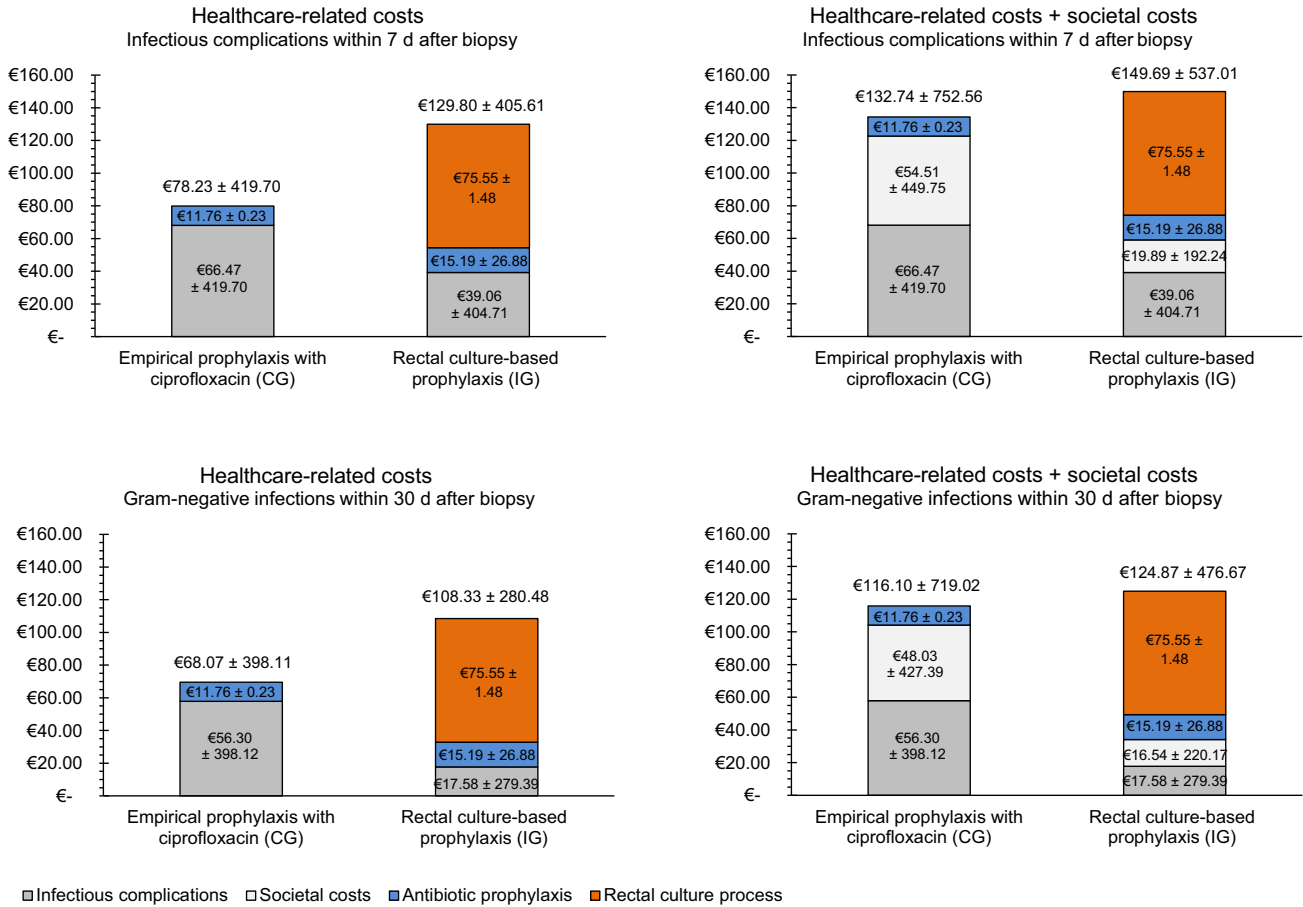 Healthcare-related costs
Infectious complications within 7 d after biopsy
€160.00
€140.00
€120.00
€100.00
€80.00
€60.00
€40.00
€20.00
€-
€78.23 ± 419.70
€11.76 ± 0.23
€66.47
± 419.70
€129.80 ± 405.61
€75.55 ±
1.48
€15.19 ± 26.88
€39.06
± 404.71
Empirical prophylaxis with
ciprofloxacin (CG)
Rectal culture-based
prophylaxis (IG)
Healthcare-related costs + societal costs
Infectious complications within 7 d after biopsy
€160.00
€140.00
€120.00
€100.00
€80.00
€60.00
€40.00
€20.00
€-
€132.74 ± 752.56
€11.76 ± 0.23
€54.51
± 449.75
€66.47
± 419.70
€149.69 ± 537.01
€75.55 ±
1.48
€15.19 ± 26.88
€19.89 ± 192.24
€39.06
± 404.71
Empirical prophylaxis with
ciprofloxacin (CG)
Rectal culture-based
prophylaxis (IG)
Healthcare-related costs
Gram-negative infections within 30 d after biopsy
€160.00
€140.00
€120.00
€100.00
€80.00
€60.00
€40.00
€20.00
€-
€68.07 ± 398.11
€11.76 ± 0.23
€56.30
± 398.12
€108.33 ± 280.48
€75.55 ±
1.48
€15.19 ± 26.88
€17.58 ± 279.39
Empirical prophylaxis with
ciprofloxacin (CG)
Rectal culture-based
prophylaxis (IG)
Healthcare-related costs + societal costs
Gram-negative infections within 30 d after biopsy
€160.00
€140.00
€120.00
€100.00
€80.00
€60.00
€40.00
€20.00
€-
€116.10 ± 719.02
€11.76 ± 0.23
€48.03
± 427.39
€56.30
± 398.12
€124.87 ± 476.67
€75.55 ±
1.48
€15.19 ± 26.88
€16.54 ± 220.17
€17.58 ± 279.39
Empirical prophylaxis with
ciprofloxacin (CG)
Rectal culture-based
prophylaxis (IG)
Infectious complications Societal costs Antibiotic prophylaxis Rectal culture process